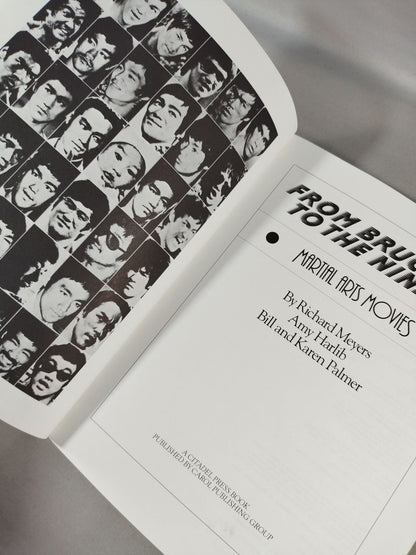 FROM BRUC
TO THE NIN
MARTIAL ARTS MOVIES
By Richard Meyers
Amy Harlib
Bill and Karen Palmer
A CITADEL PRESS BOOK
PUBLISHED BY CAROL PUBLISHING GROUP